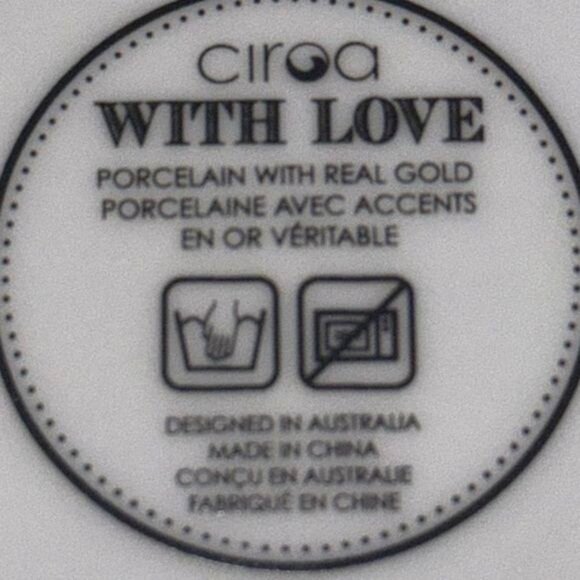 ciroa
WITH LOVE
PORCELAIN WITH REAL GOLD
PORCELAINE AVEC ACCENTS
EN OR VÉRITABLE
DESIGNED IN AUSTRALIA
MADE IN CHINA
CONÇU EN AUSTRALIE
FABRIQUÉ EN CHINE